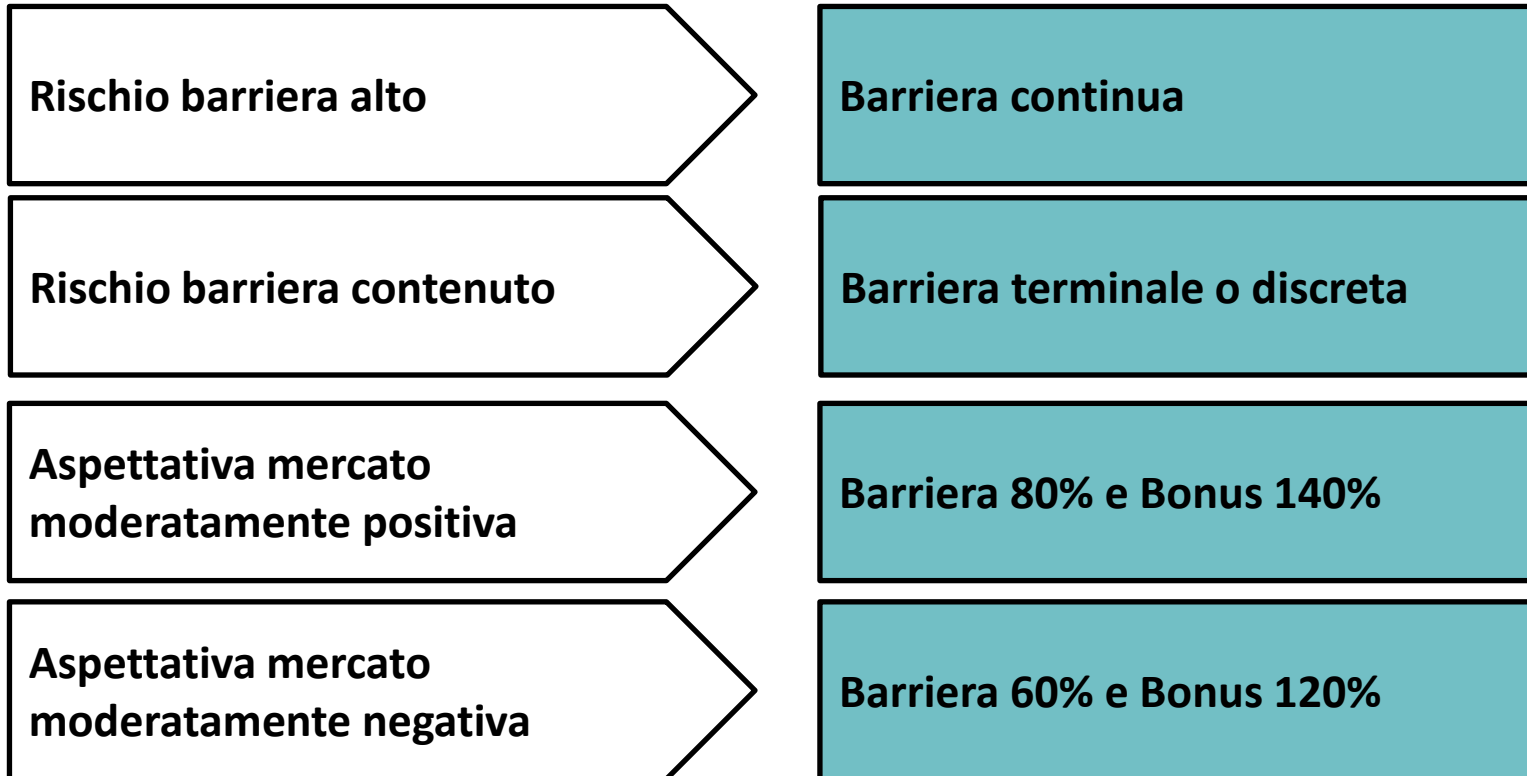 Rischio barriera alto
Barriera continua
Rischio barriera contenuto
Barriera terminale o discreta
Aspettativa mercato
moderatamente positiva
Barriera 80% e Bonus 140%
Aspettativa mercato
moderatamente negativa
Barriera 60% e Bonus 120%